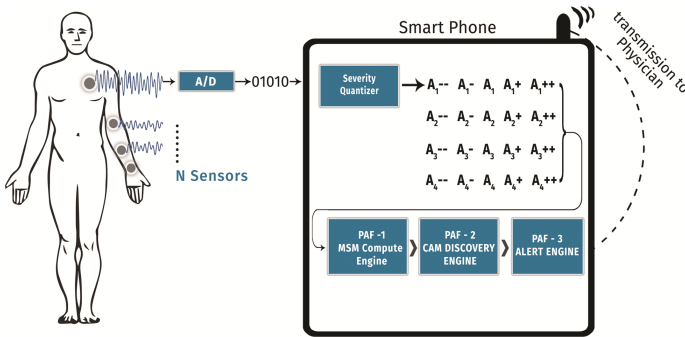 Smart Phone
transmission to
Physician
A/D
01010
Severity
Quantizer
A1-- A1- A1 A1+ A1++
A2-- A2- A2 A2+ A2++
A3-- A3- A3 A3+ A3++
A4-- A4- A4 A4+ A4++
N Sensors
PAF -1
MSM Compute
Engine
PAF - 2
CAM DISCOVERY
ENGINE
PAF - 3
ALERT ENGINE